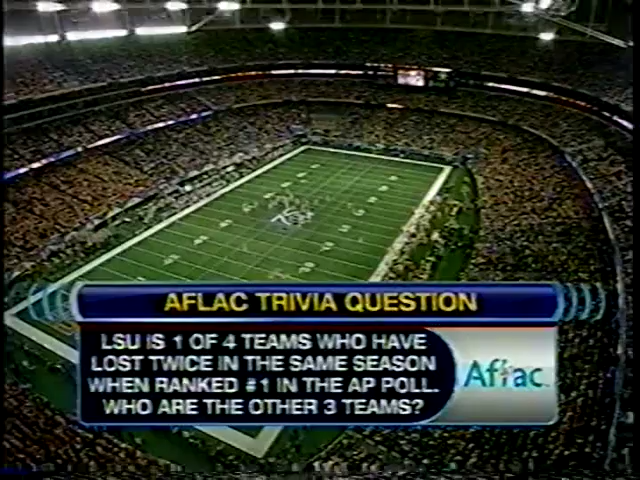 AFLAC TRIVIA QUESTION
LSU IS 1 OF 4 TEAMS WHO HAVE
LOST TWICE IN THE SAME SEASON
WHEN RANKED #1 IN THE AP POLL.
WHO ARE THE OTHER 3 TEAMS?
Aflac